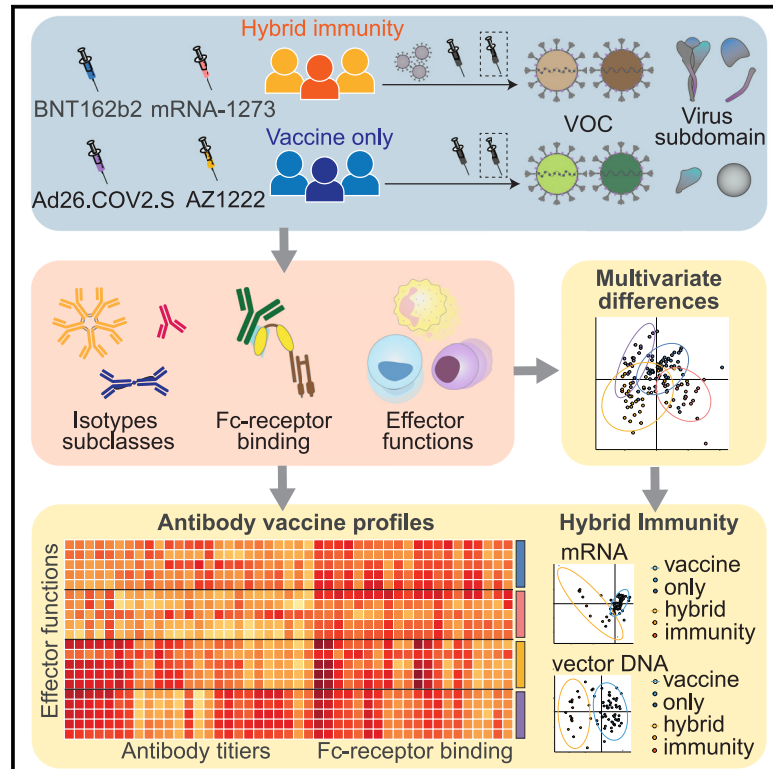 Hybrid immunity
BNT162b2 mRNA-1273
Vaccine only
Ad26.COV2.S AZ1222
VOC
Virus
subdomain
Isotypes
subclasses
Fc-receptor
binding
Effector
functions
Multivariate
differences
Antibody vaccine profiles
Effector functions
Antibody titiers Fc-receptor binding
Hybrid Immunity
mRNA
vaccine
only
hybrid
immunity
vector DNA
vaccine
only
hybrid
immunity